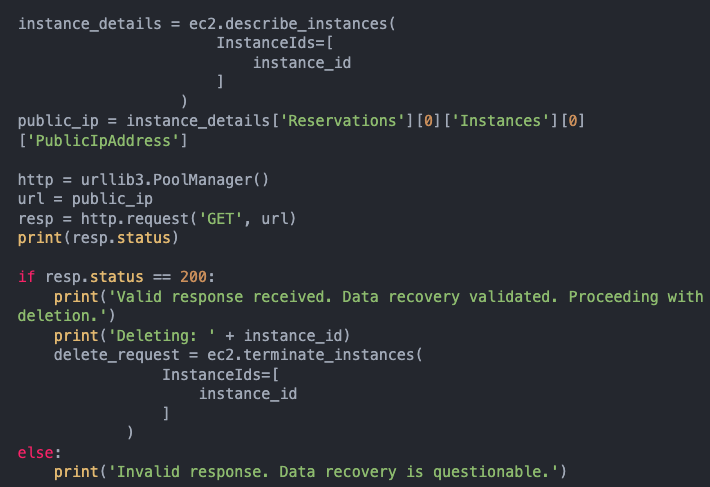 instance_details = ec2.describe_instances(
InstanceIds=[
instance_id
]
)
public_ip = instance_details['Reservations'][0]['Instances'][0]
['PublicIpAddress']
http = urllib3.PoolManager()
url = public_ip
resp = http.request('GET', url)
print(resp.status)
if resp.status == 200:
print('Valid response received. Data recovery validated. Proceeding with
deletion.')
print('Deleting: ' + instance_id)
delete_request = ec2.terminate_instances(
InstanceIds=[
instance_id
]
)
else:
print('Invalid response. Data recovery is questionable.')